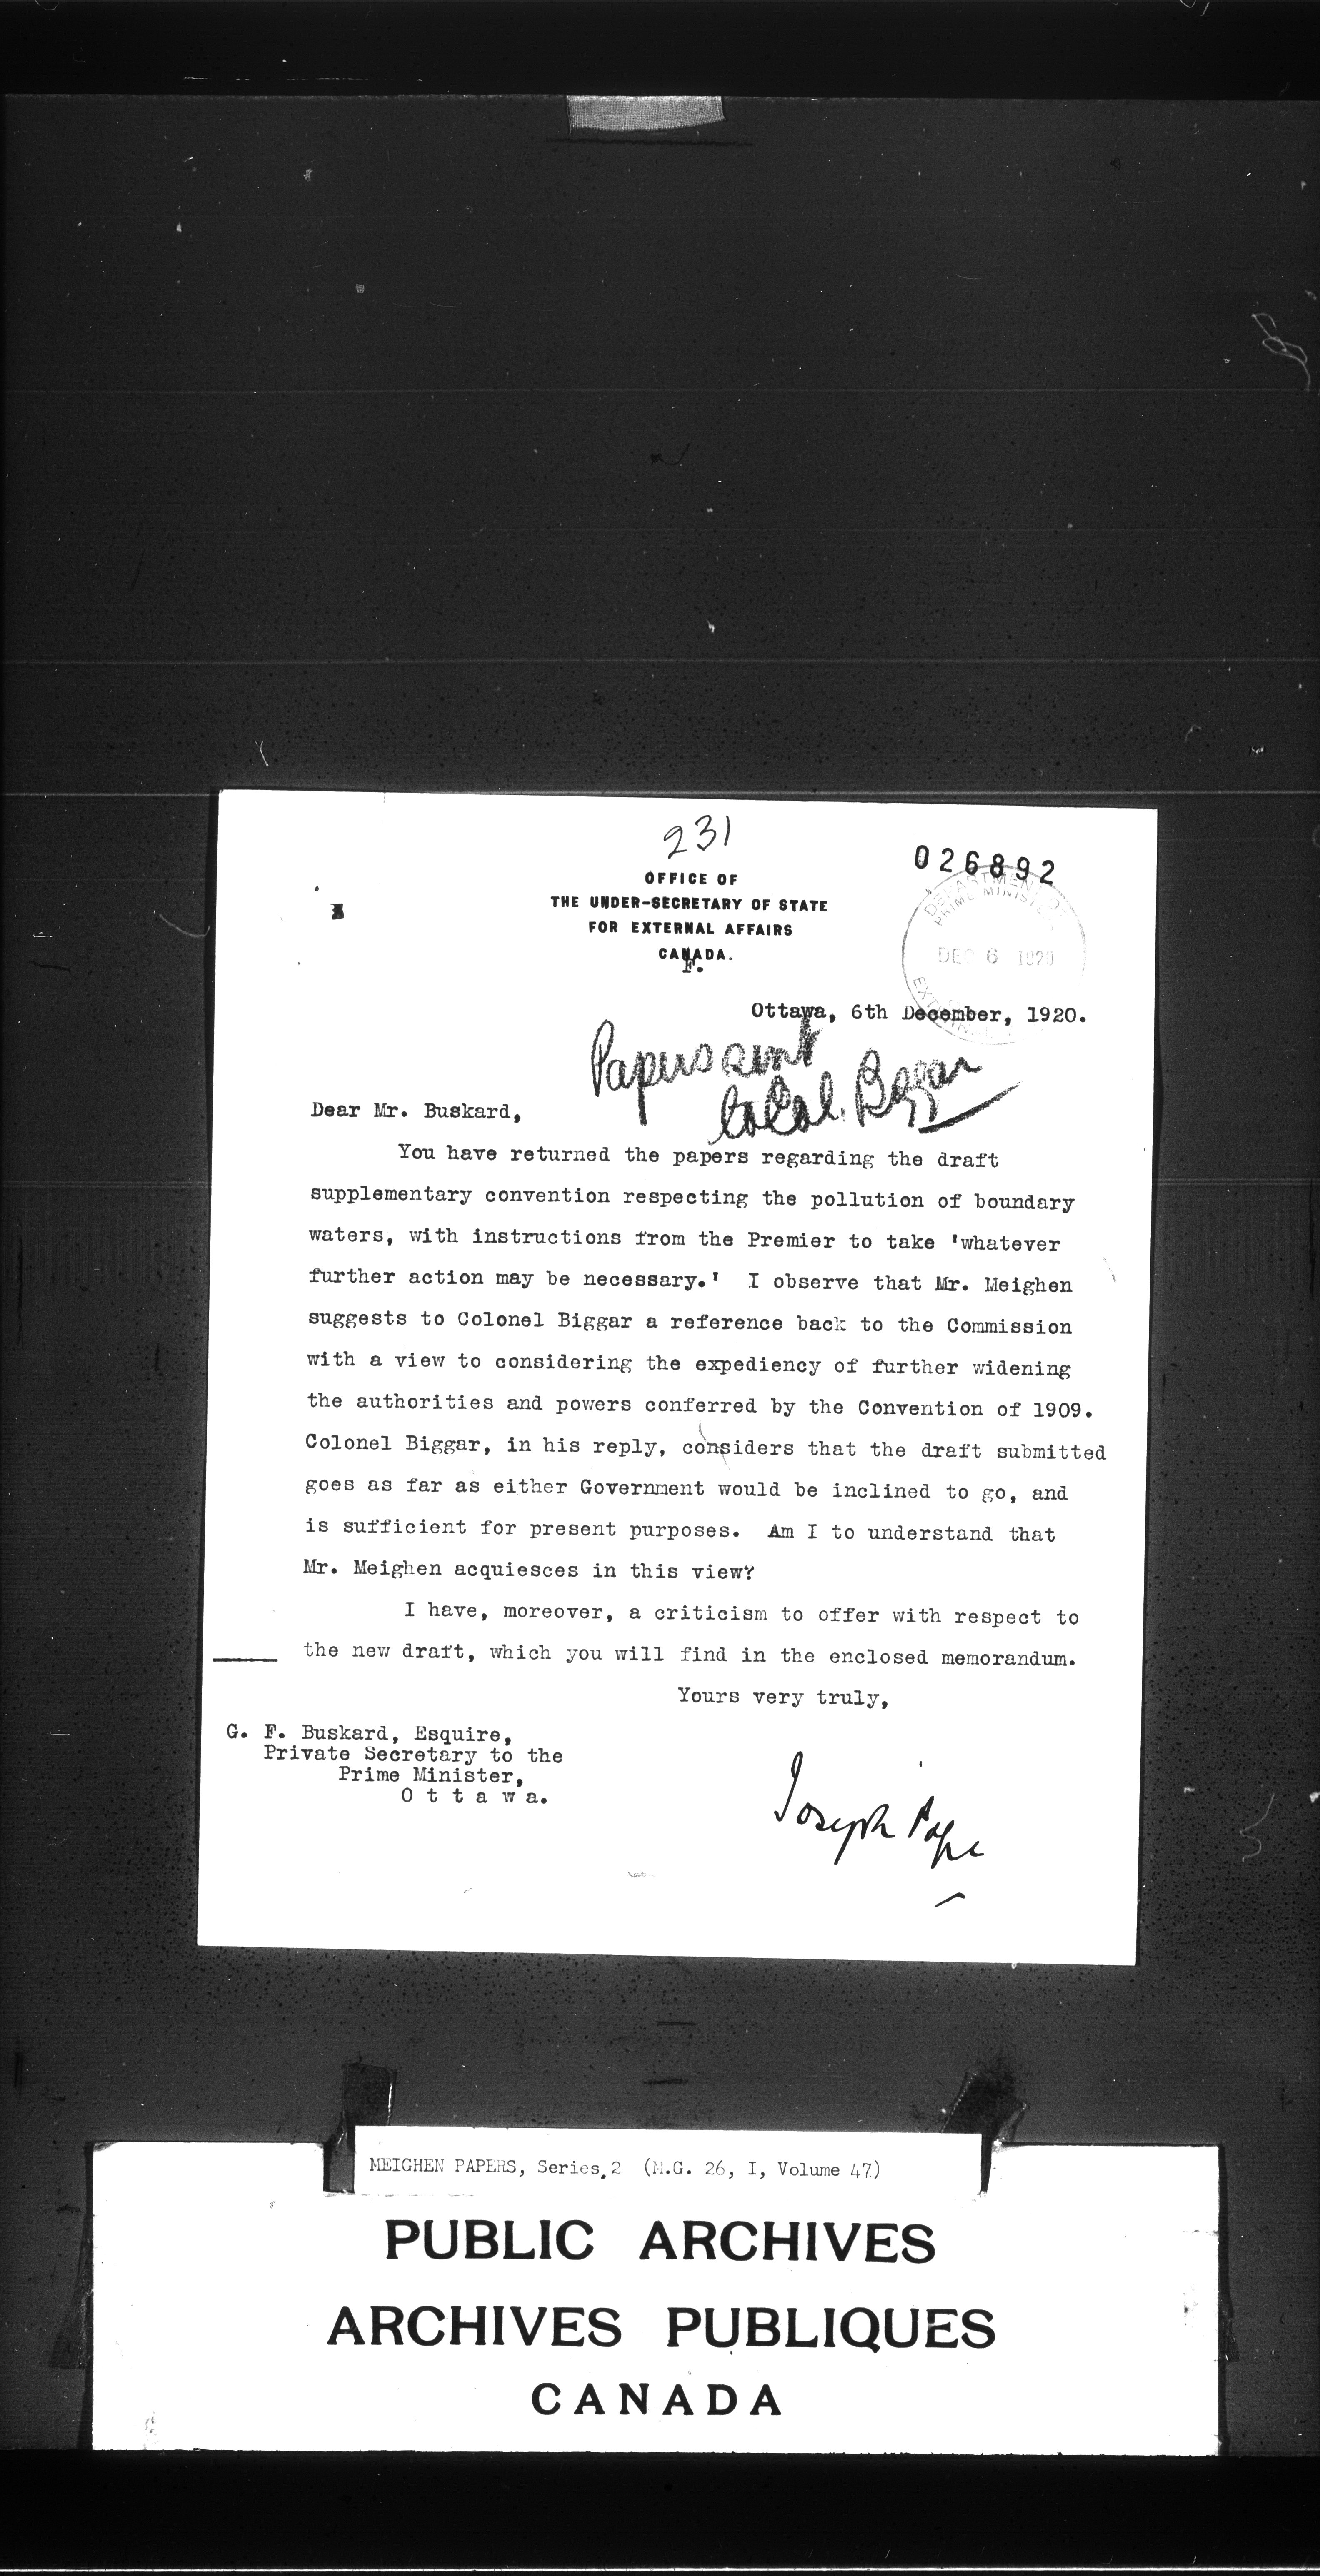 231
026892
OFFICE OF
THE UNDER-SECRETARY OF STATE
FOR EXTERNAL AFFAIRS
CANADA.
F.
DEPARTMENT OF
PRIME MINISTER
DEC 6 1920
Ottawa, 6th December, 1920.
Papers sent
to Col. Biggar
Dear Mr. Buskard,
You have returned the papers regarding the draft
supplementary convention respecting the pollution of boundary
waters, with instructions from the Premier to take 'whatever
further action may be necessary.' I observe that Mr. Meighen
suggests to Colonel Biggar a reference back to the Commission
with a view to considering the expediency of further widening
the authorities and powers conferred by the Convention of 1909.
Colonel Biggar, in his reply, considers that the draft submitted
goes as far as either Government would be inclined to go, and
is sufficient for present purposes. Am I to understand that
Mr. Meighen acquiesces in this view?
I have, moreover, a criticism to offer with respect to
the new draft, which you will find in the enclosed memorandum.
Yours very truly,
G. F. Buskard, Esquire,
Private Secretary to the
Prime Minister,
O t t a w a.
Joseph Pope
MEIGHEN PAPERS, Series 2 (M.G. 26, I, Volume 47)
PUBLIC ARCHIVES
ARCHIVES PUBLIQUES
CANADA